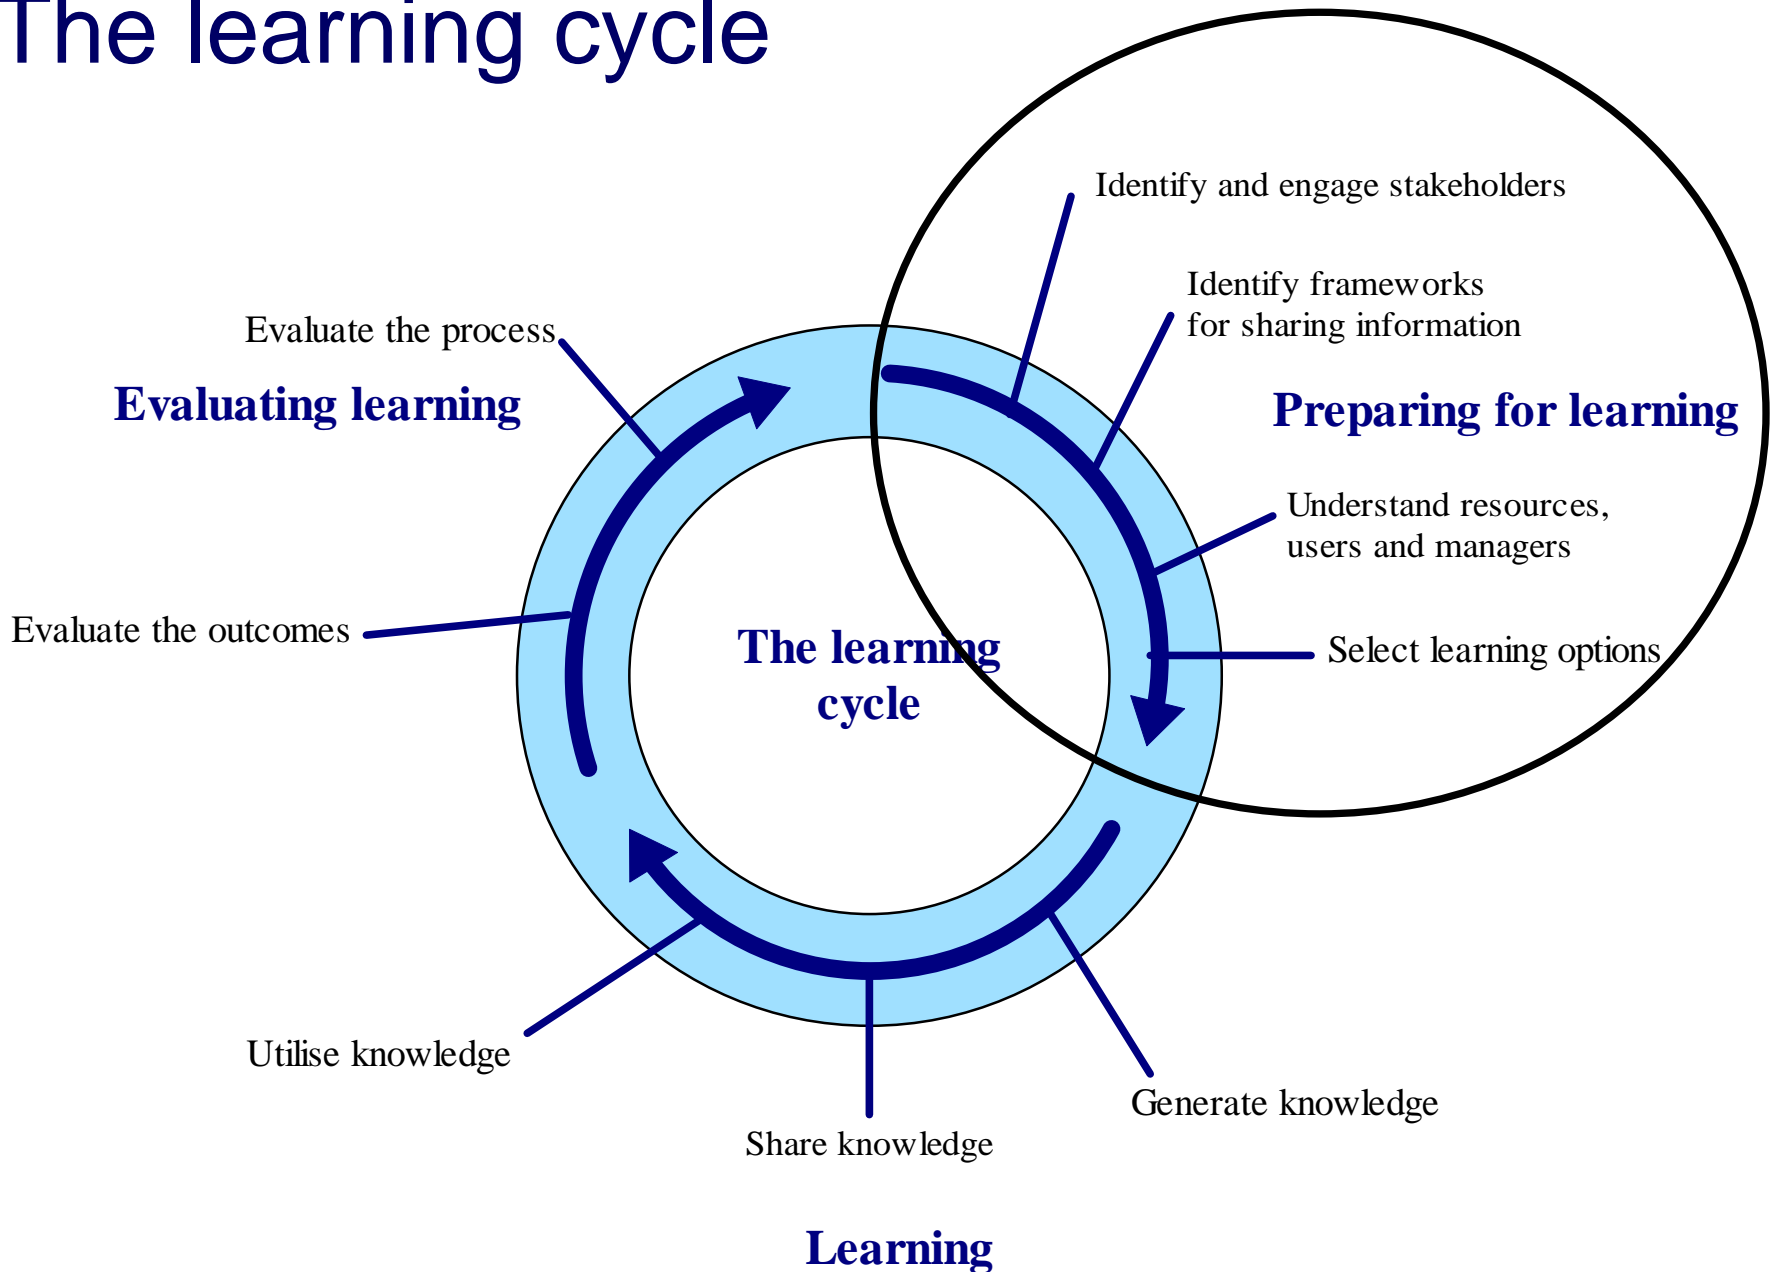 The learning cycle
Identify and engage stakeholders
Identify frameworks
for sharing information
Preparing for learning
Understand resources,
users and managers
Select learning options
The learning
cycle
Generate knowledge
Share knowledge
Utilise knowledge
Learning
Evaluate the outcomes
Evaluating learning
Evaluate the process